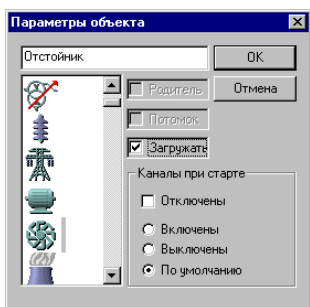 Параметры объекта
Отстойник
OK
Родитель
Отмена
Потомок
Загружать
Каналы при старте
Отключены
Включены
Выключены
По умолчанию